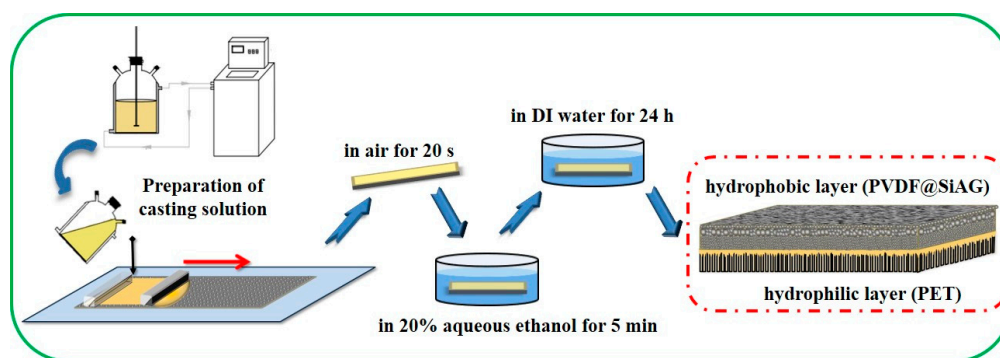 Preparation of
casting solution
in air for 20 s
in 20% aqueous ethanol for 5 min
in DI water for 24 h
hydrophobic layer (PVDF@SiAG)
hydrophilic layer (PET)